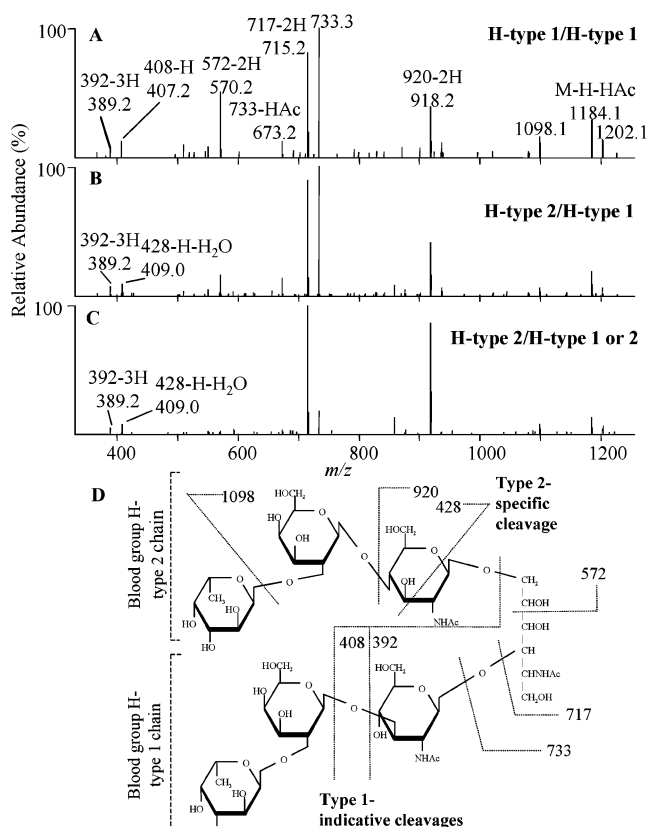 100
A
717-2H
715.2
733.3
H-type 1/H-type 1
392-3H
389.2
408-H
407.2
572-2H
570.2
733-HAc
673.2
920-2H
918.2
1098.1
M-H-HAc
1184.1
1202.1
Relative Abundance (%)
100
B
H-type 2/H-type 1
392-3H
389.2
428-H-H₂O
409.0
100
C
H-type 2/H-type 1 or 2
392-3H
389.2
428-H-H₂O
409.0
400
600
800
1000
1200
m/z
D
Blood group H-
type 2 chain
1098
920
428
Type 2-
specific
cleavage
572
HOCH₂
HO
OH
O
O
O
HOCH₂
O
OH
O
NHAc
O
CH₂
CHOH
CHOH
CH
CHNHAc
CH₂OH
O
CH₃
HO
HO
OH
408
392
Blood group H-
type 1 chain
HOCH₂
HO
OH
O
O
O
HOCH₂
O
HO
NHAc
O
717
733
O
CH₃
HO
HO
Type 1-
indicative cleavages